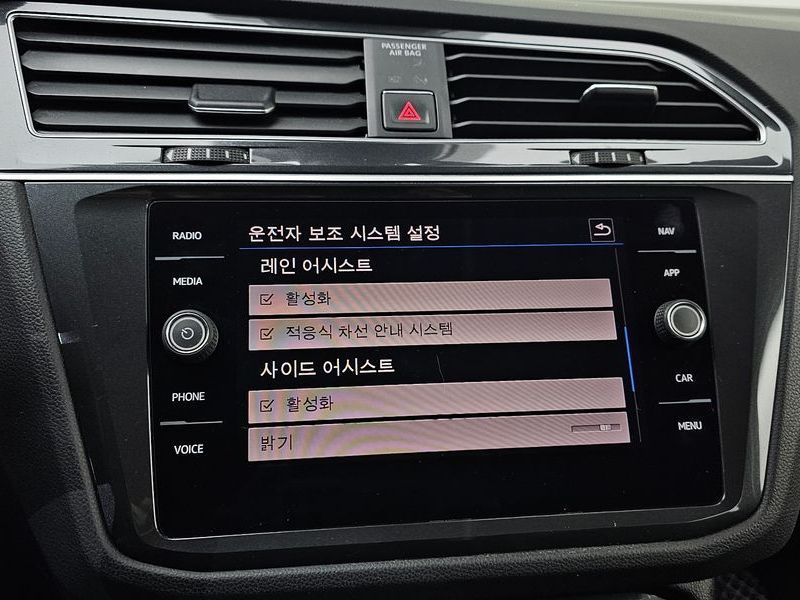 PASSENGER
AIR BAG
RADIO
MEDIA
PHONE
VOICE
운전자 보조 시스템 설정
레인 어시스트
활성화
적응식 차선 안내 시스템
사이드 어시스트
활성화
밝기
NAV
APP
CAR
MENU